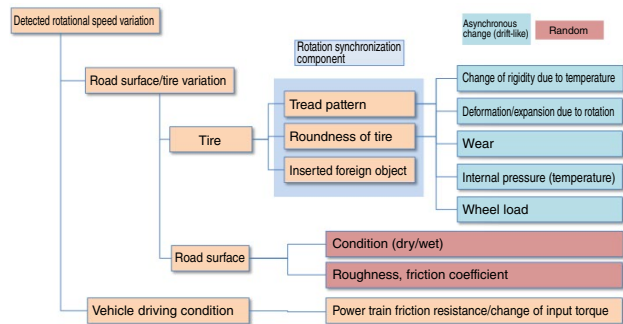 Detected rotational speed variation
Asynchronous
change (drift-like)
Random
Rotation synchronization
component
Road surface/tire variation
Change of rigidity due to temperature
Tread pattern
Deformation/expansion due to rotation
Tire
Roundness of tire
Wear
Inserted foreign object
Internal pressure (temperature)
Wheel load
Road surface
Condition (dry/wet)
Roughness, friction coefficient
Vehicle driving condition
Power train friction resistance/change of input torque